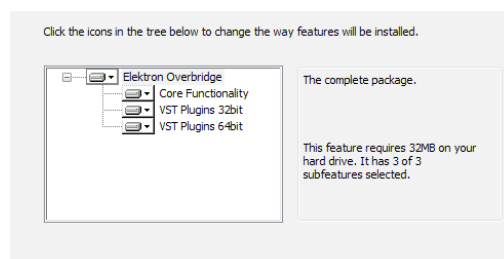 Click the icons in the tree below to change the way features will be installed.
Elektron Overbridge
Core Functionality
VST Plugins 32bit
VST Plugins 64bit
The complete package.
This feature requires 32MB on your
hard drive. It has 3 of 3
subfeatures selected.